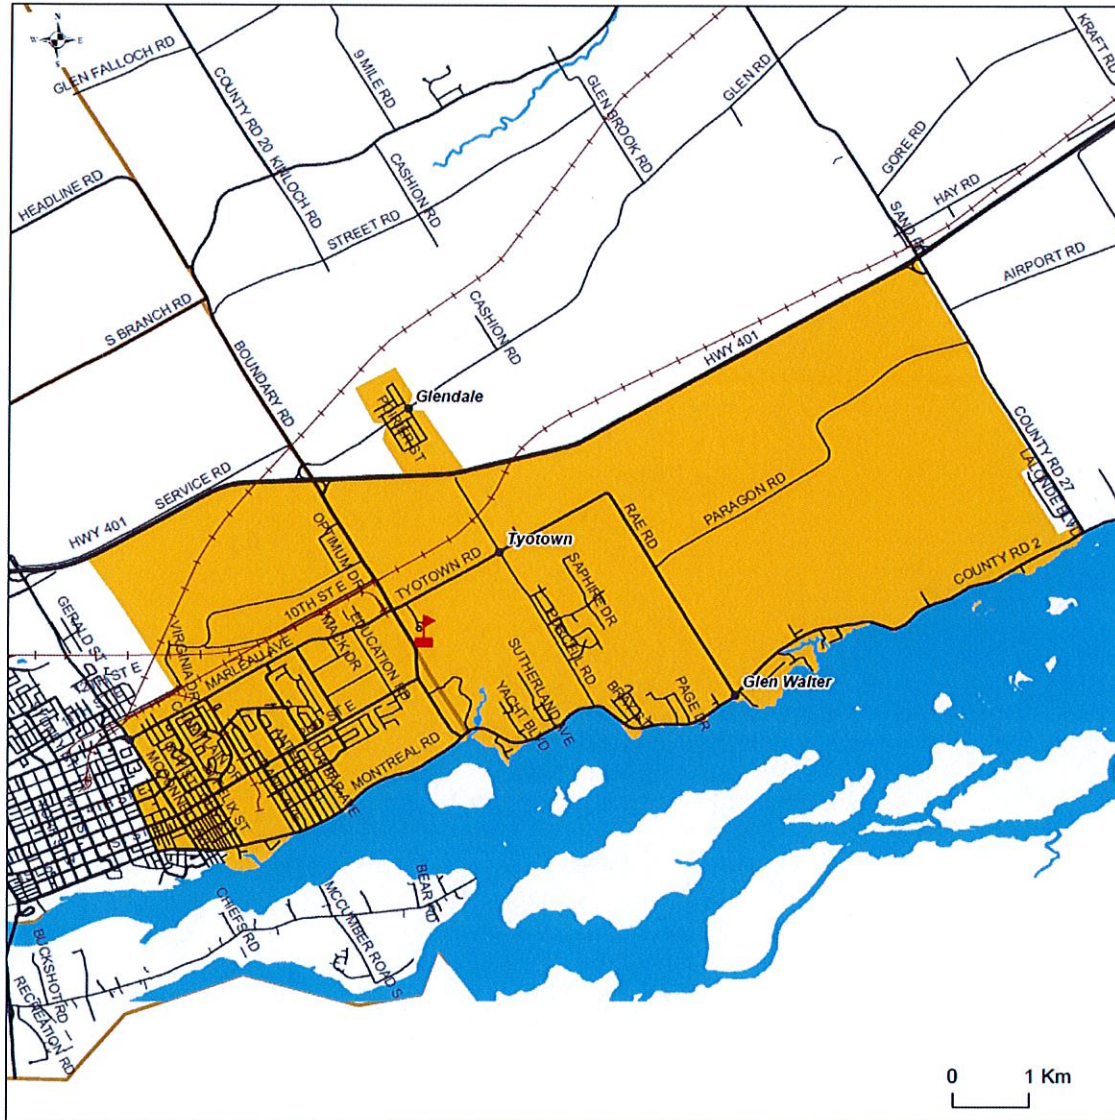 N
W E
S
GLEN FALLOCH RD
COUNTY RD 20
KINLOCH RD
9 MILE RD
GLEN BROOK RD
GLEN RD
KRAFT RD
GORE RD
HAY RD
HEADLINE RD
CASHION RD
STREET RD
SAND
AIRPORT RD
S BRANCH RD
CASHION RD
HWY 401
BOUNDARY RD
Glendale
SERVICE RD
COUNTY RD 27
LALONDE BLVD
PARAGON RD
HWY 401
OPTIMUM DR
Tyotown
RAE RD
TYOTOWN RD
COUNTY RD 2
10TH ST E
SAPHIRE DR
GERALD ST
VIRGINIA DR
MACK DR
EDUCATION RD
PURCELL RD
MARLEAU AVE
SUTHERLAND AVE
Glen Walter
PAGE DR
YACHT BLVD
ST E
MONTREAL RD
BEAR RD
MCCUMBER ROAD S
CHIEFS RD
BUCKSHOT RD
RECREATION RD
0 1 Km